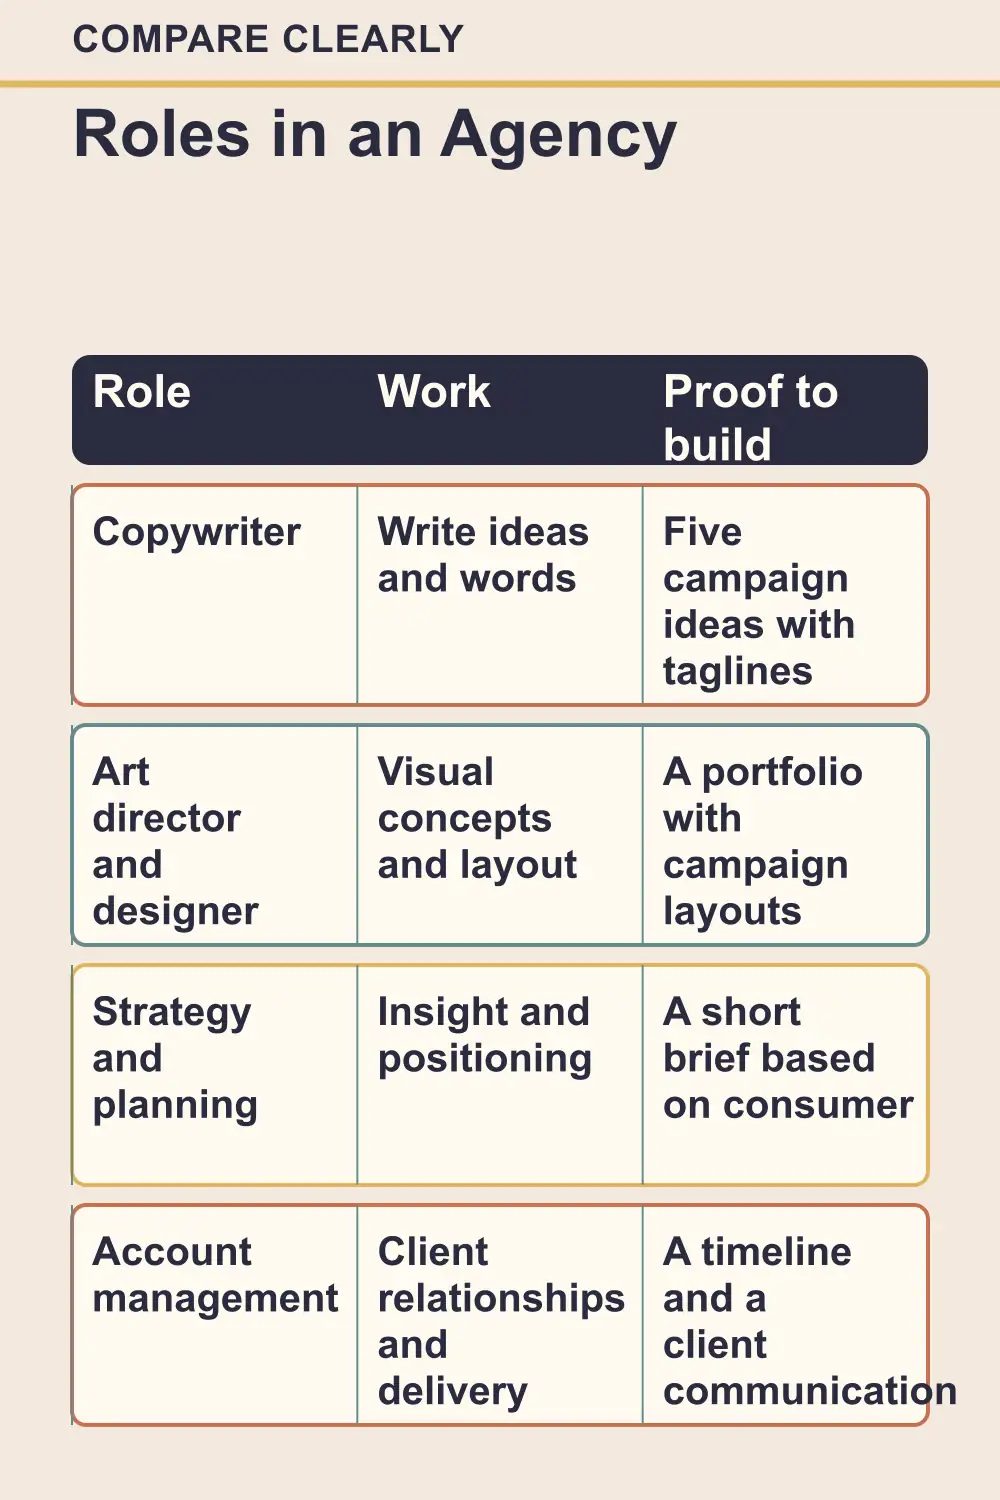 COMPARE CLEARLY
Roles in an Agency
Role
Work
Proof to
build
Copywriter
Write ideas
and words
Five
campaign
ideas with
taglines
Art
director
and
designer
Visual
concepts
and layout
A portfolio
with
campaign
layouts
Strategy
and
planning
Insight and
positioning
A short
brief based
on consumer
Account
management
Client
relationships
and
delivery
A timeline
and a
client
communication